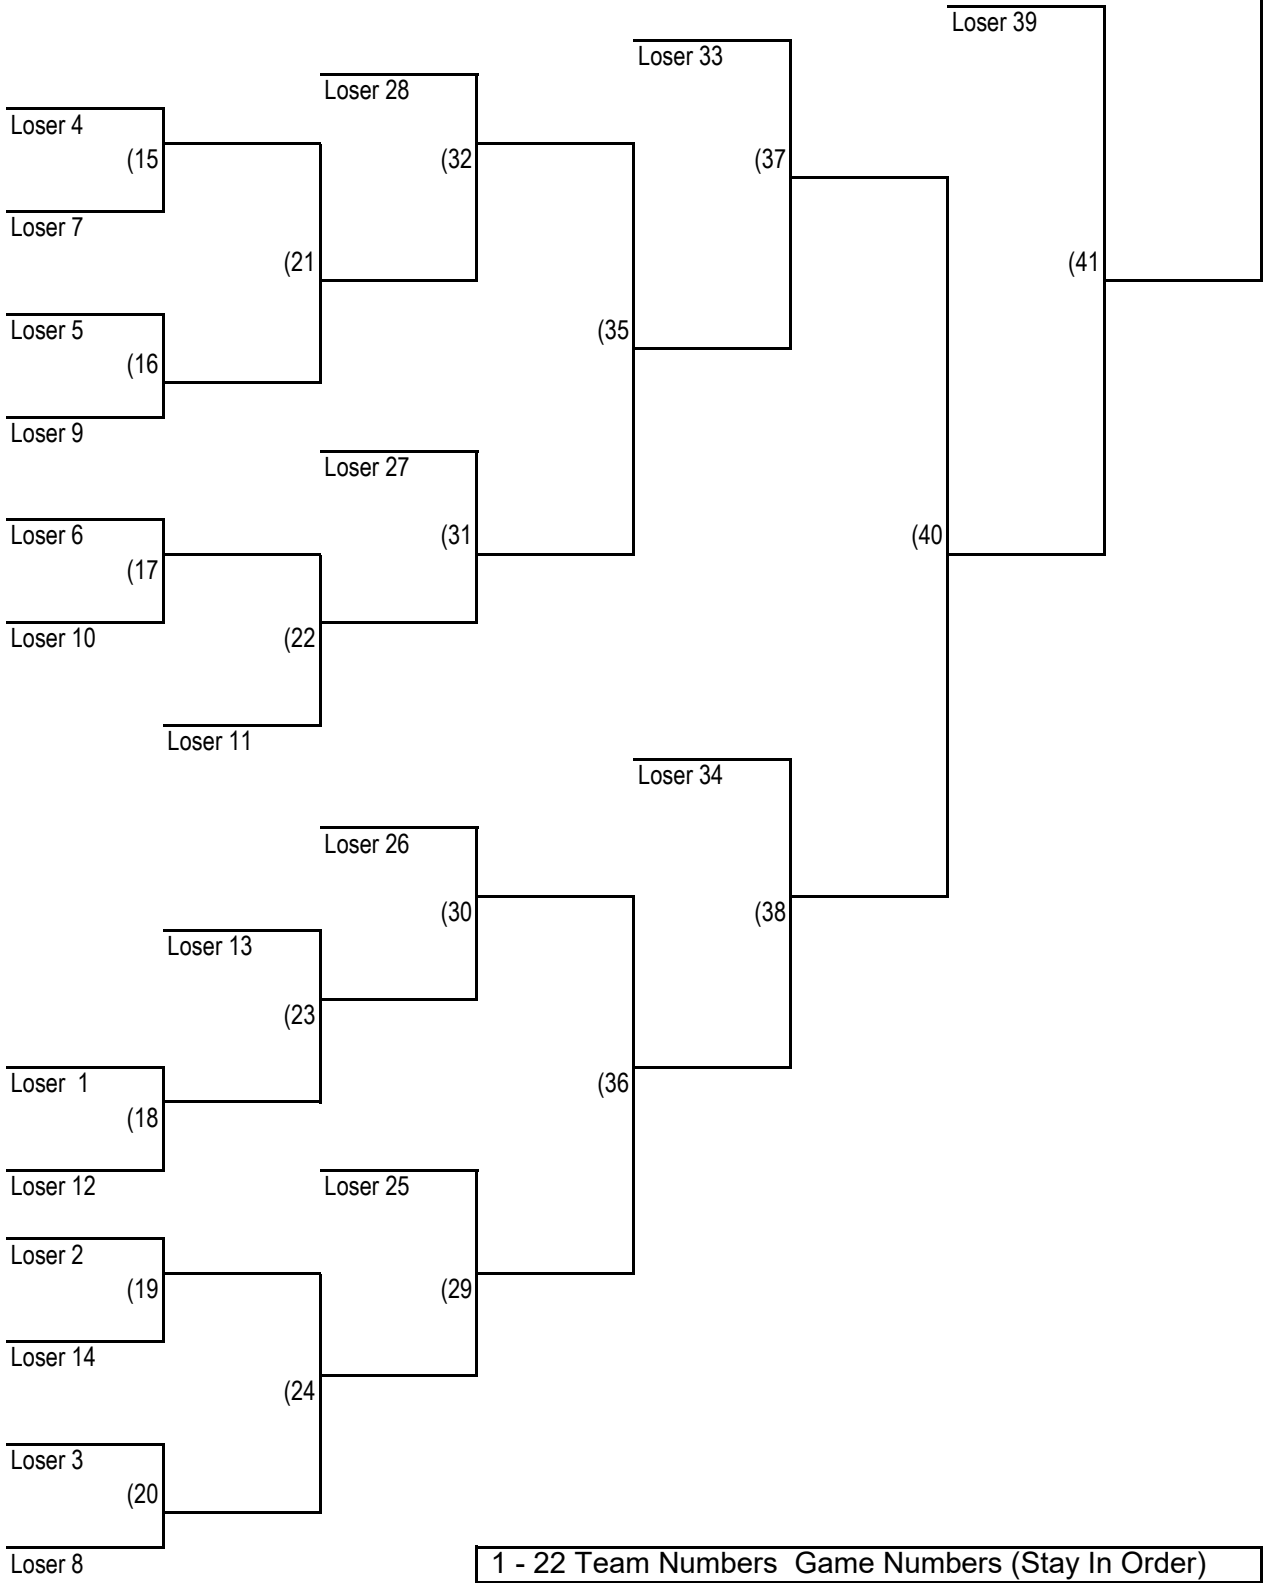 Loser 39
Loser 33
Loser 28
Loser 4
(15
(32
(37
Loser 7
(21
(41
Loser 5
(35
(16
Loser 9
Loser 27
Loser 6
(31
(40
(17
Loser 10
(22
Loser 11
Loser 34
Loser 26
(30
(38
Loser 13
(23
Loser  1
(36
(18
Loser 12
Loser 25
Loser 2
(19
(29
Loser 14
(24
Loser 3
(20
Loser 8
1 - 22 Team Numbers  Game Numbers (Stay In Order)